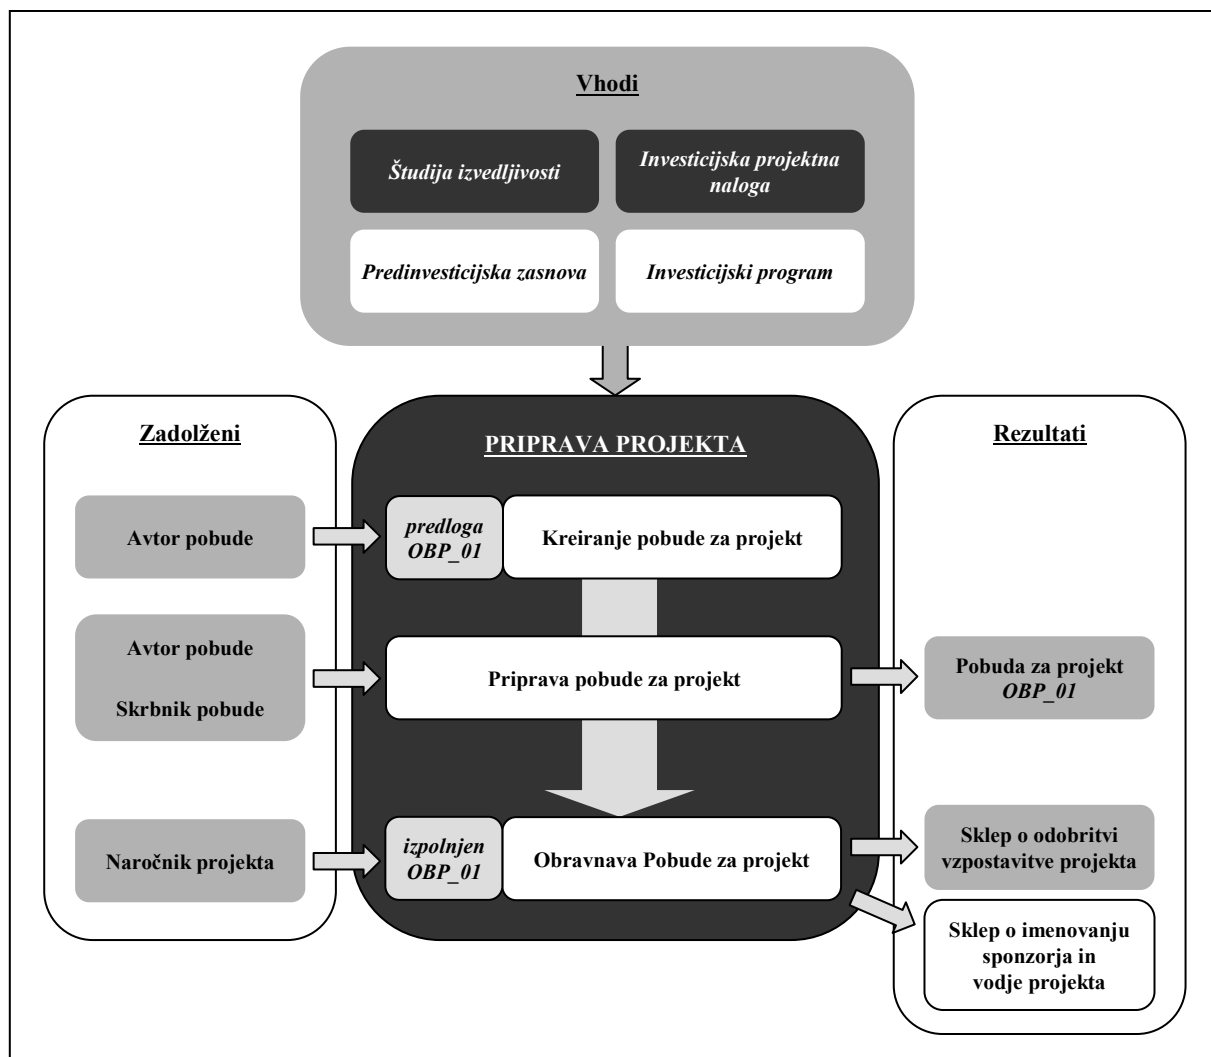 Vhodi
Študija izvedljivosti
Investicijska projektna
naloga
Predinvesticijska zasnova
Investicijski program
Zadolženi
Avtor pobude
Avtor pobude
Skrbnik pobude
Naročnik projekta
PRIPRAVA PROJEKTA
predloga
OBP_01
Kreiranje pobude za projekt
Priprava pobude za projekt
izpolnjen
OBP_01
Obravnava Pobude za projekt
Rezultati
Pobuda za projekt
OBP_01
Sklep o odobritvi
vzpostavitve projekta
Sklep o imenovanju
sponzorja in
vodje projekta